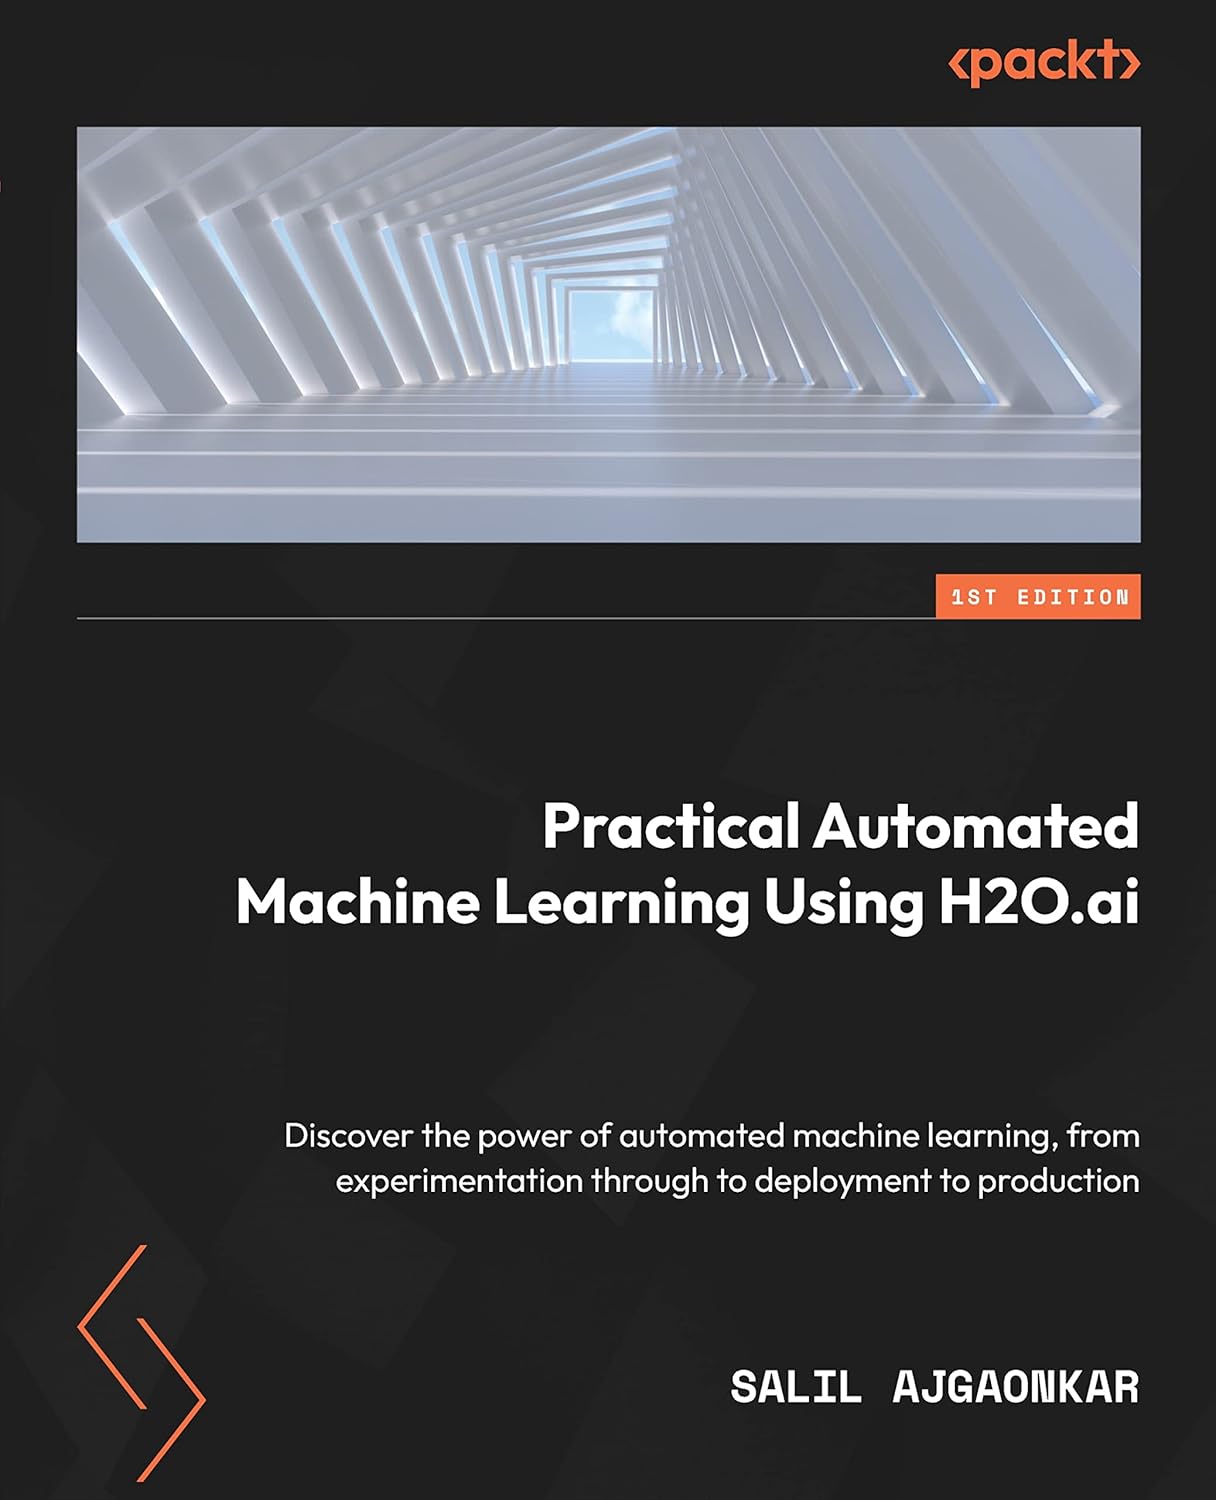 <packt>
1ST EDITION
Practical Automated
Machine Learning Using H2O.ai
Discover the power of automated machine learning, from
experimentation through to deployment to production
SALIL AJGAONKAR